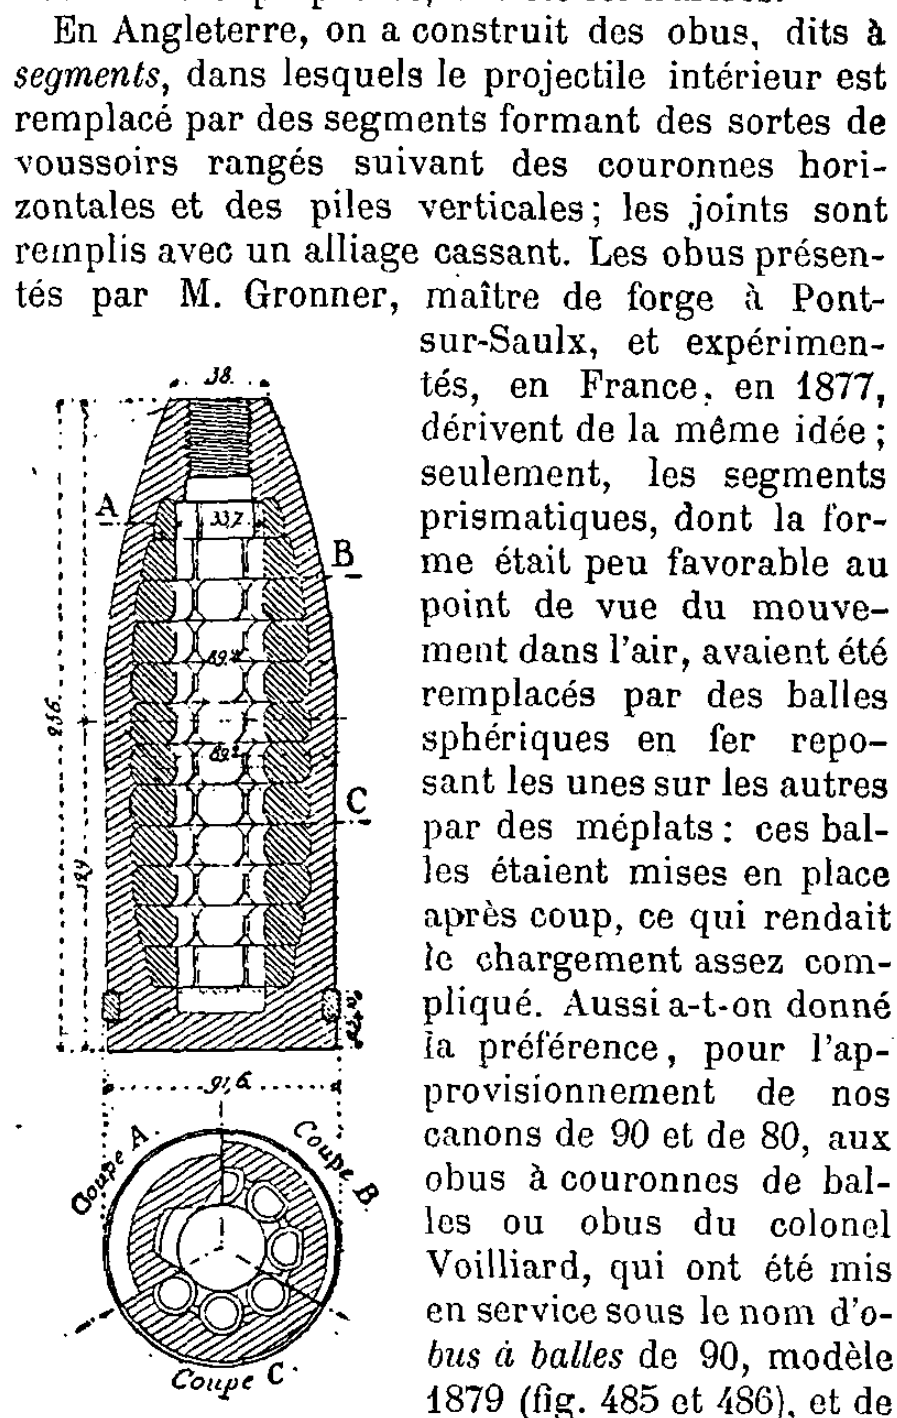 En Angleterre, on a construit des obus, dits à
segments, dans lesquels le projectile intérieur est
remplacé par des segments formant des sortes de
voussoirs rangés suivant des couronnes hori-
zontales et des piles verticales; les joints sont
remplis avec un alliage cassant. Les obus présen-
tés par M. Gronner, maître de forge à Pont-
sur-Saulx, et expérimen-
tés, en France, en 1877,
dérivent de la même idée;
seulement, les segments
prismatiques, dont la for-
me était peu favorable au
point de vue du mouve-
ment dans l'air, avaient été
remplacés par des balles
sphériques en fer repo-
sant les unes sur les autres
par des méplats: ces bal-
les étaient mises en place
après coup, ce qui rendait
le chargement assez com-
pliqué. Aussi a-t-on donné
la préférence, pour l'ap-
provisionnement de nos
canons de 90 et de 80, aux
obus à couronnes de bal-
les ou obus du colonel
Voilliard, qui ont été mis
en service sous le nom d'o-
bus à balles de 90, modèle
1879 (fig. 485 et 486), et de
38.
A
33,7
B
C
256
129
91,6
Coupe A.
Coupe B.
Coupe C.